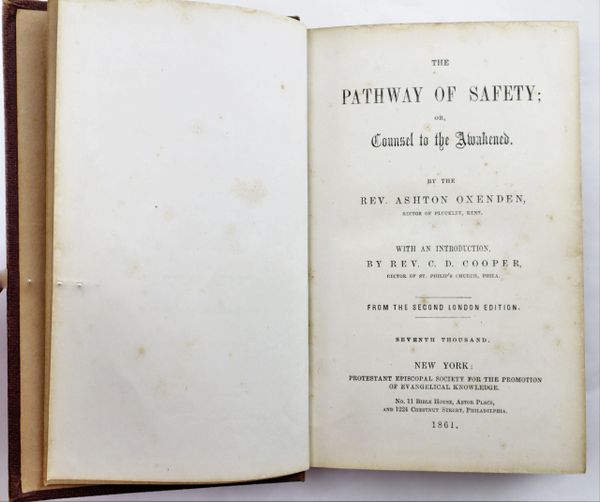 THE
PATHWAY OF SAFETY;
OR,
Counsel to the Awakened.
BY THE
REV. ASHTON OXENDEN,
RECTOR OF PLUCKLEY, KENT.
WITH AN INTRODUCTION,
BY REV. C. D. COOPER,
RECTOR OF ST. PHILIP'S CHURCH, PHILA.
FROM THE SECOND LONDON EDITION.
SEVENTH THOUSAND.
NEW YORK:
PROTESTANT EPISCOPAL SOCIETY FOR THE PROMOTION
OF EVANGELICAL KNOWLEDGE.
No. 11 BIBLE HOUSE, ASTOR PLACE,
AND 1224 CHESTNUT STREET, PHILADELPHIA.
1861.